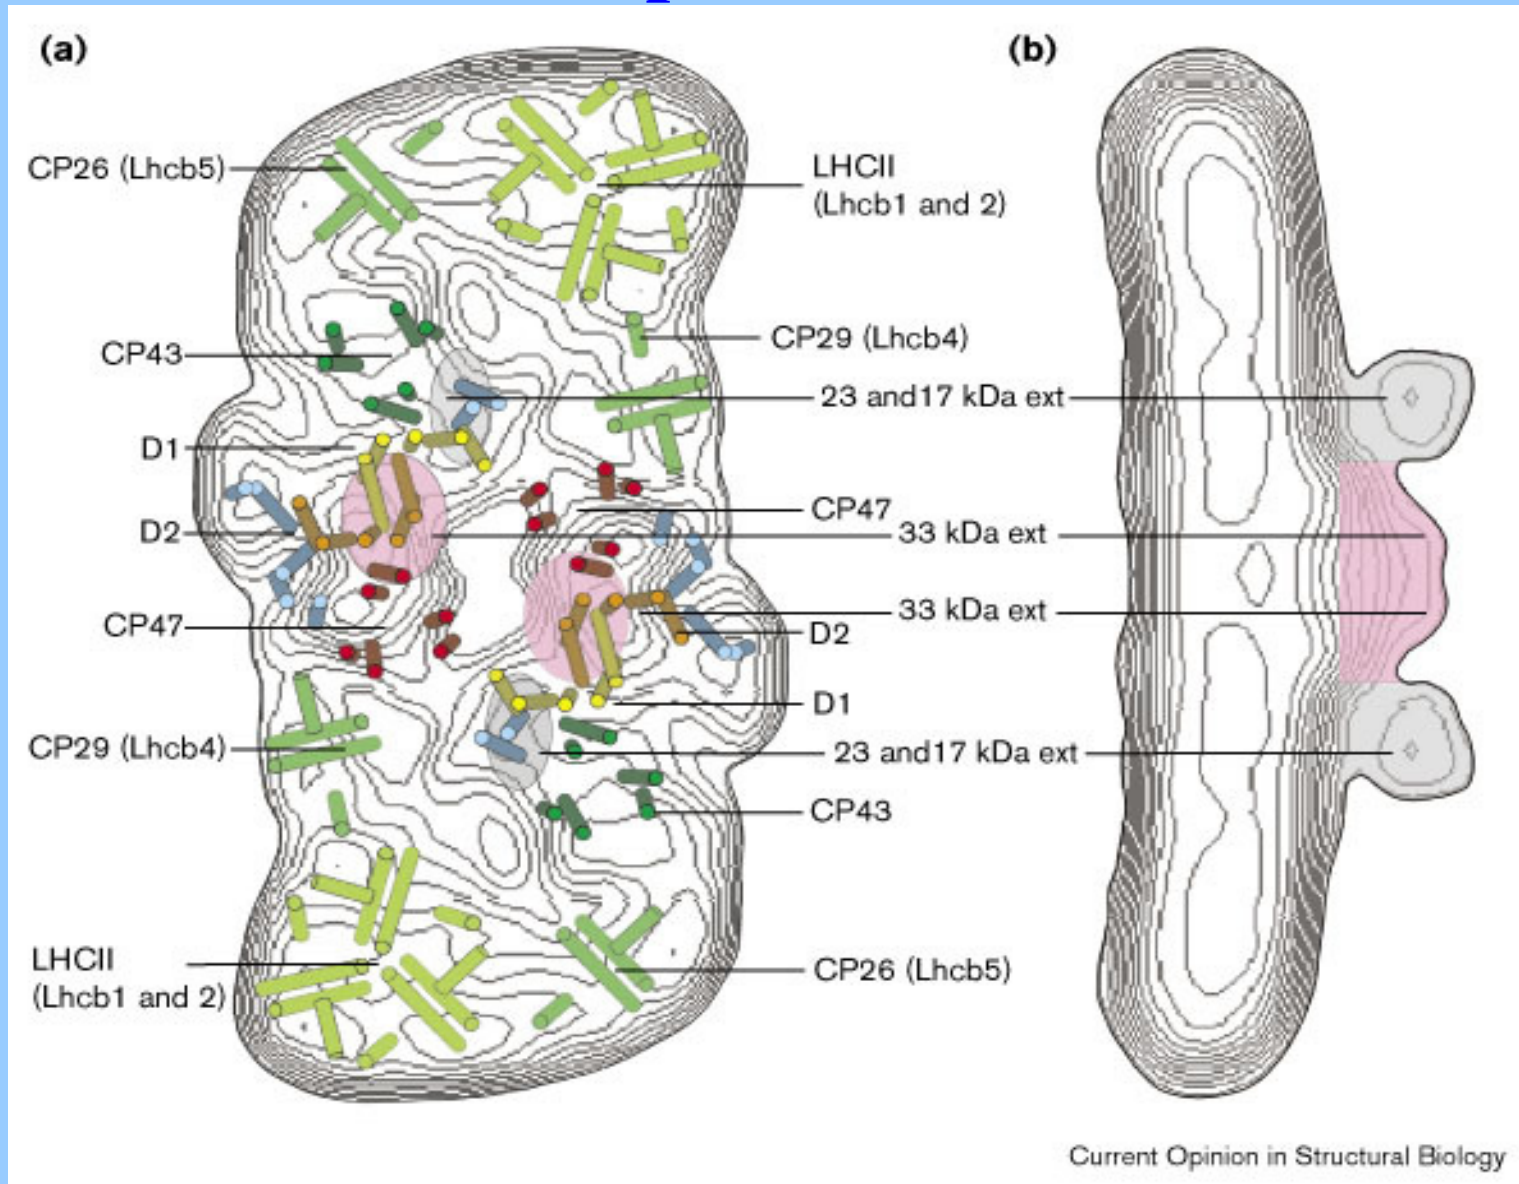 (a)
(b)
CP26 (Lhcb5)
LHCII
(Lhcb1 and 2)
CP29 (Lhcb4)
CP43
23 and17 kDa ext
D1
CP47
D2
33 kDa ext
33 kDa ext
CP47
D2
D1
CP29 (Lhcb4)
23 and17 kDa ext
CP43
LHCII
(Lhcb1 and 2)
CP26 (Lhcb5)
Current Opinion in Structural Biology